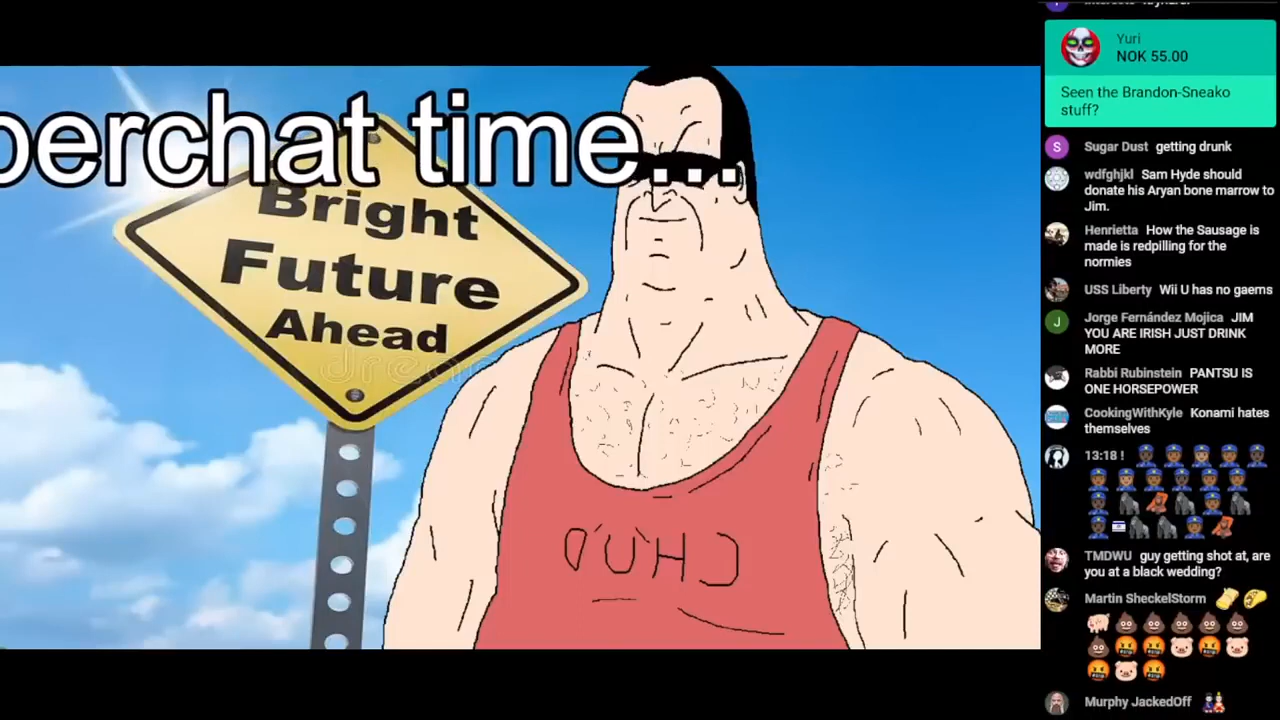 perchat time...
Bright
Future
Ahead
CHUD
Yuri
NOK 55.00
Seen the Brandon-Sneako
stuff?
Sugar Dust getting drunk
wdfghjkl Sam Hyde should
donate his Aryan bone marrow to
Jim.
Henrietta How the Sausage is
made is redpilling for the
normies
USS Liberty Wii U has no gaems
Jorge Fernández Mojica JIM
YOU ARE IRISH JUST DRINK
MORE
Rabbi Rubinstein PANTSU IS
ONE HORSEPOWER
CookingWithKyle Konami hates
themselves
13:18 !
TMDWU guy getting shot at, are
you at a black wedding?
Martin SheckelStorm
Murphy JackedOff